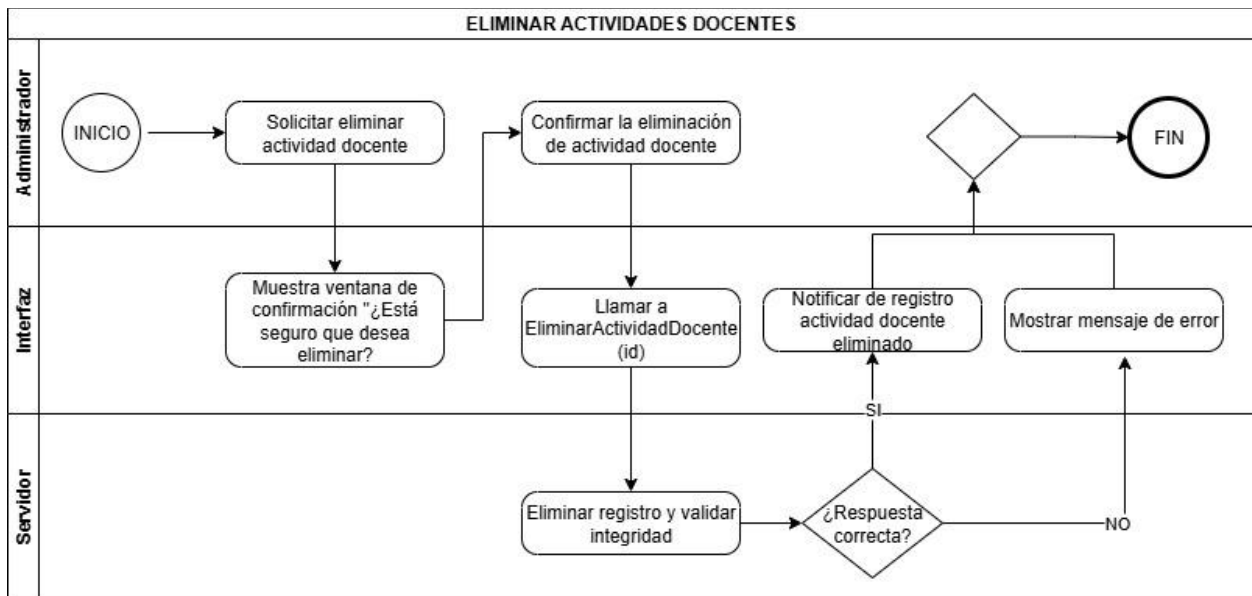 ELIMINAR ACTIVIDADES DOCENTES
Administrador
INICIO
Solicitar eliminar
actividad docente
Confirmar la eliminación
de actividad docente
FIN
Interfaz
Muestra ventana de
confirmación "¿Está
seguro que desea
eliminar?
Llamar a
EliminarActividadDocente
(id)
Notificar de registro
actividad docente
eliminado
Mostrar mensaje de error
Servidor
Eliminar registro y validar
integridad
¿Respuesta
correcta?
SI
NO